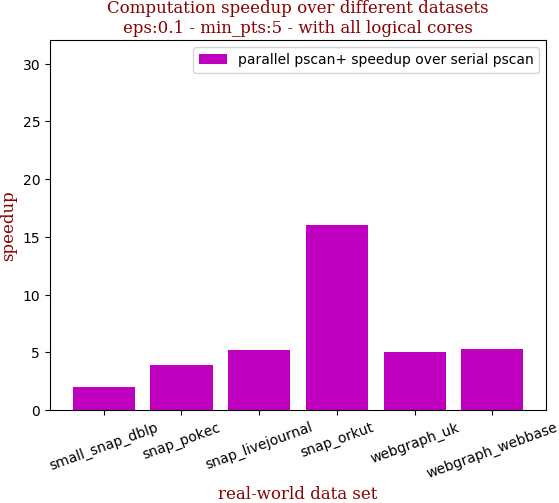 Computation speedup over different datasets
eps:0.1 - min_pts:5 - with all logical cores
parallel pscan+ speedup over serial pscan
speedup
30
25
20
15
10
5
0
small_snap_dblp
snap_pokec
snap_livejournal
snap_orkut
webgraph_uk
webgraph_webbase
real-world data set